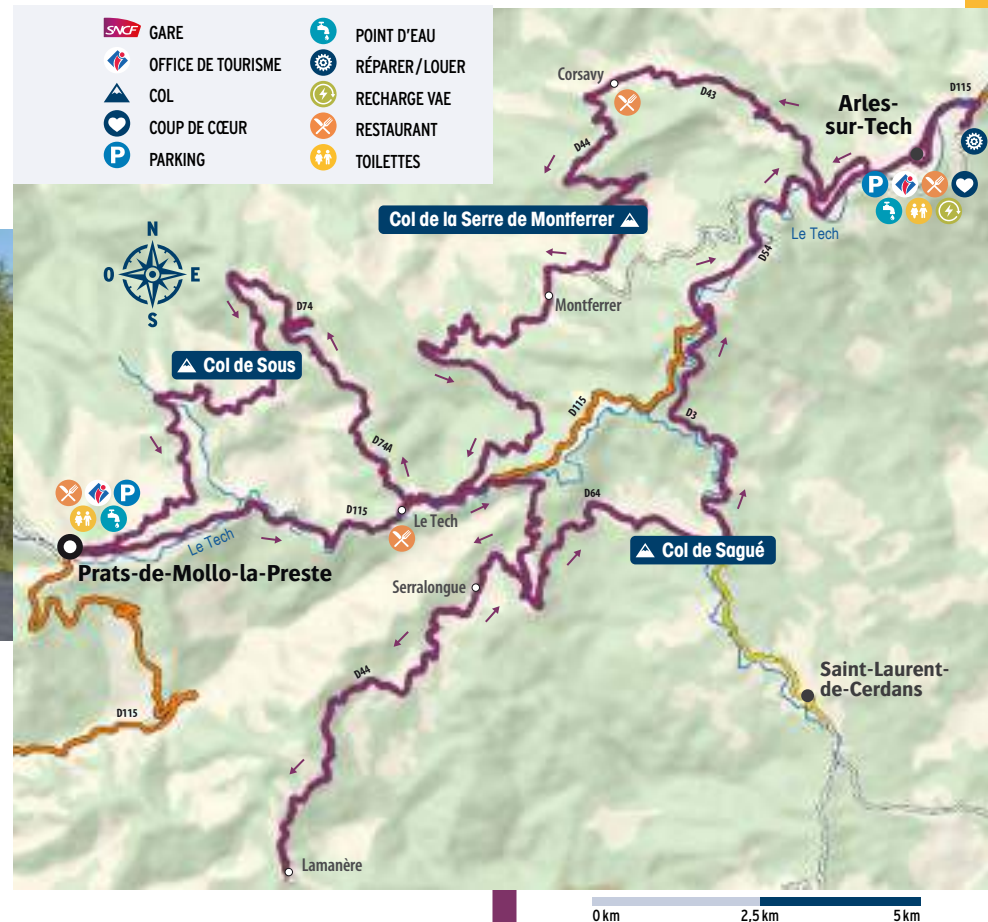 SNCF GARE
OFFICE DE TOURISME
COL
COUP DE CŒUR
P PARKING
POINT D'EAU
RÉPARER/LOUER
RECHARGE VAE
RESTAURANT
TOILETTES
Corsavy
D43
D115
Arles-
sur-Tech
D44
P
Col de la Serre de Montferrer
Le Tech
D54
N
O E
S
Montferrer
D74
Col de Sous
D115
D3
D74A
D64
P
D115
Le Tech
Le Tech
Col de Sagué
Prats-de-Mollo-la-Preste
Serralongue
D44
Saint-Laurent-
de-Cerdans
D115
Lamanère
0 km 2,5 km 5 km